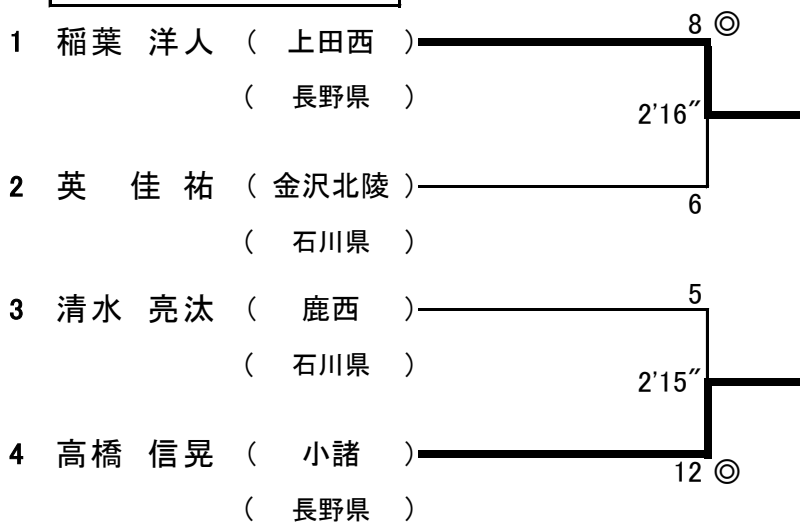 8 ◎
1 稲葉 洋人 ( 上田西 )
( 長野県 )
2'16″
2 英 佳祐 ( 金沢北陵 )
6
( 石川県 )
5
3 清水 亮汰 ( 鹿西 )
( 石川県 )
2'15″
4 高橋 信晃 ( 小諸 )
12 ◎
( 長野県 )